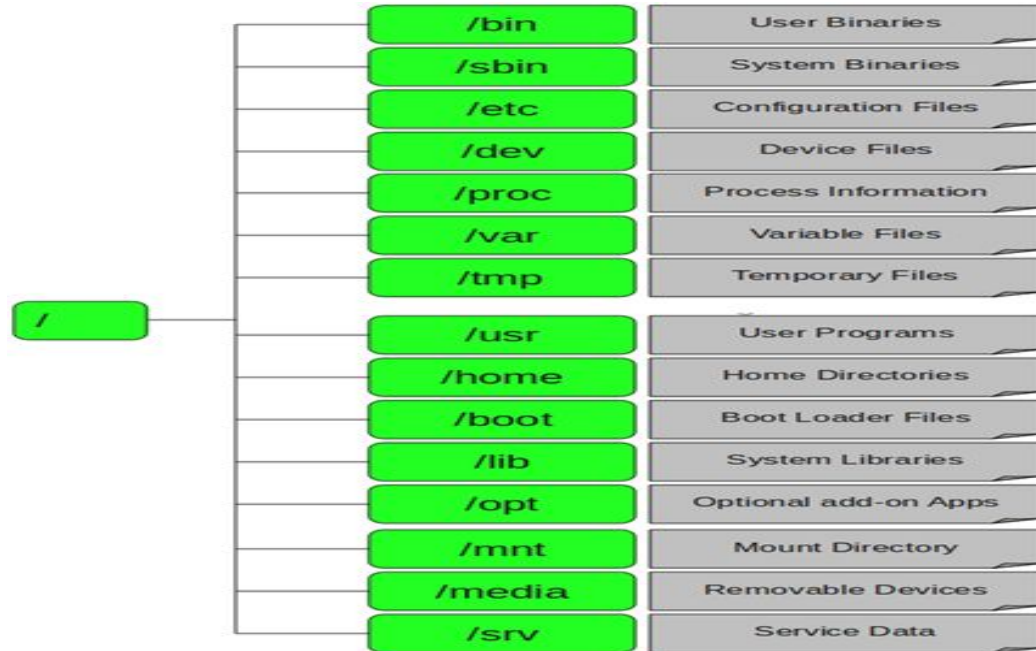 /bin User Binaries
/sbin System Binaries
/etc Configuration Files
/dev Device Files
/proc Process Information
/var Variable Files
/tmp Temporary Files
/
/usr User Programs
/home Home Directories
/boot Boot Loader Files
/lib System Libraries
/opt Optional add-on Apps
/mnt Mount Directory
/media Removable Devices
/srv Service Data